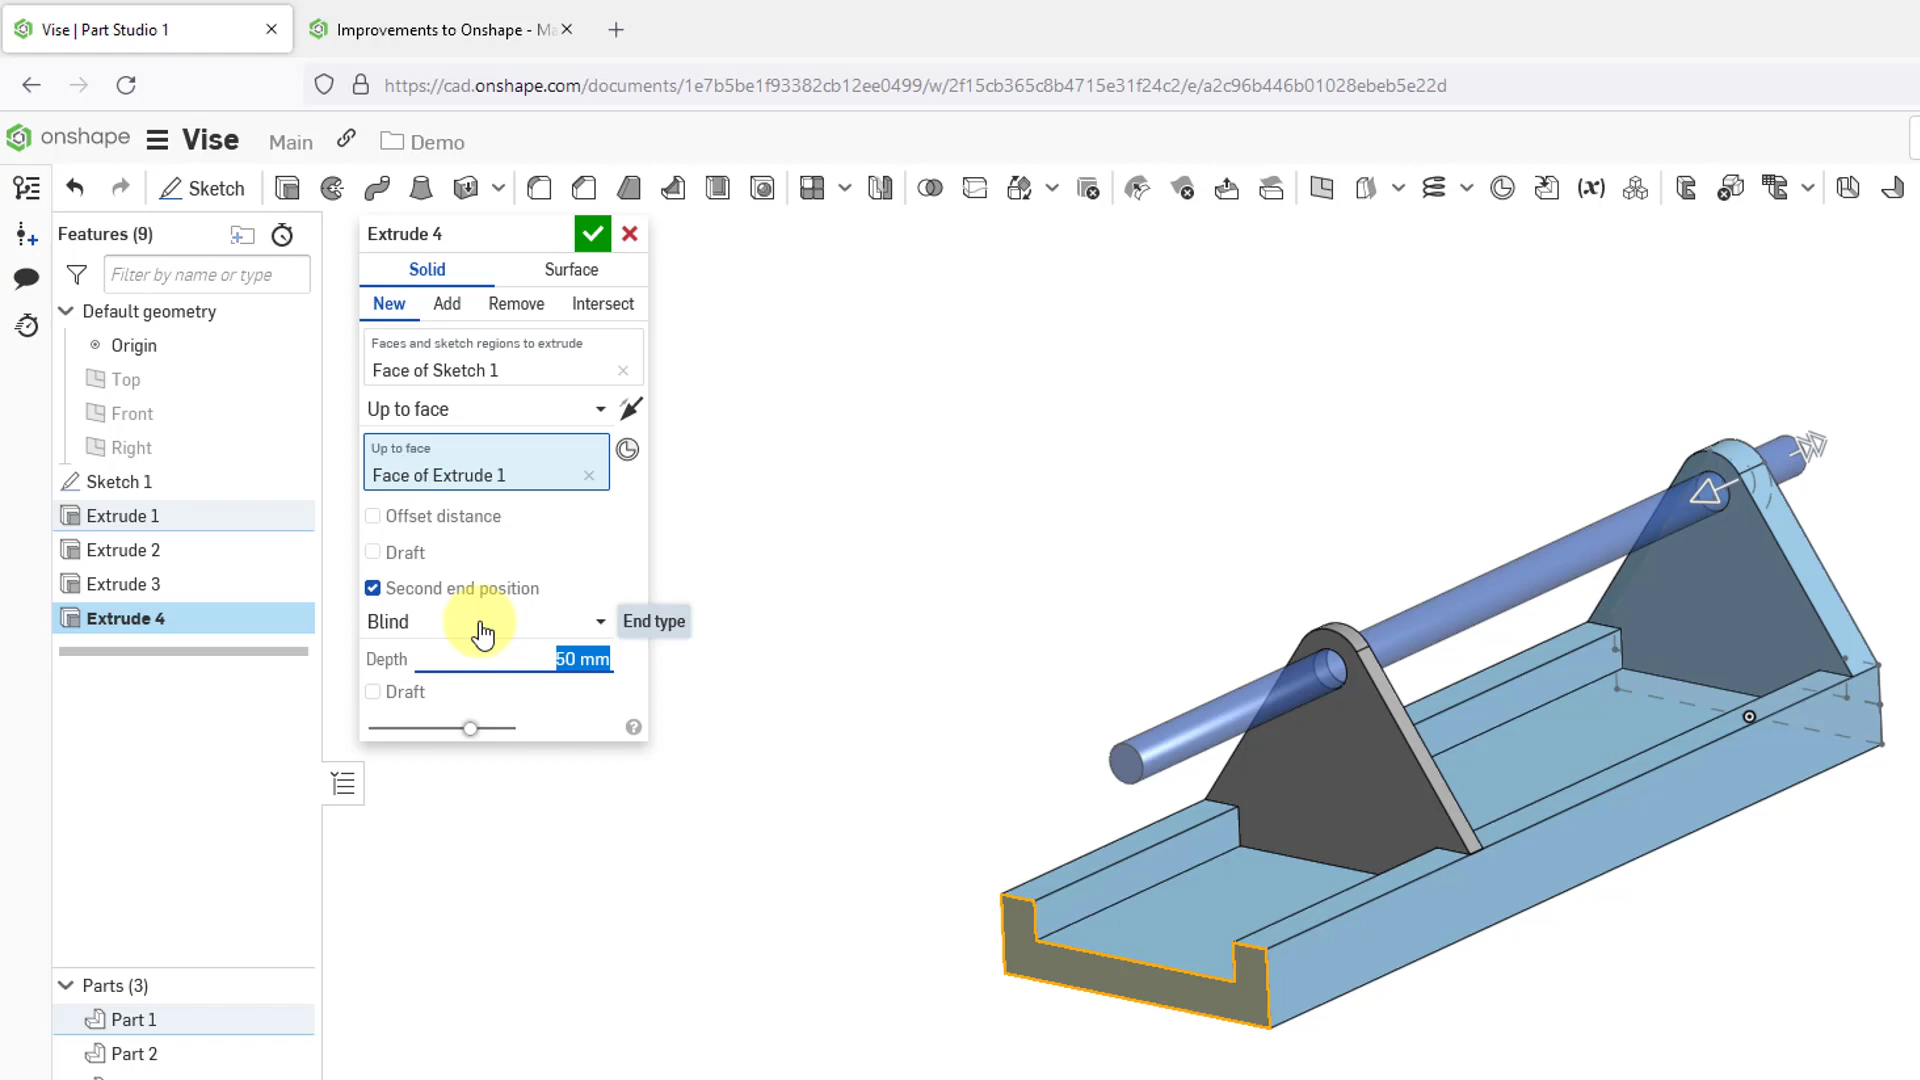 Vise | Part Studio 1
Improvements to Onshape - Ma
https://cad.onshape.com/documents/1e7b5be1f93382cb12ee0499/w/2f15cb365c8b4715e31f24c2/e/a2c96b446b01028ebeb5e22d
onshape Vise Main Demo
Sketch (x)
Features (9)
Filter by name or type
Default geometry
Origin
Top
Front
Right
Sketch 1
Extrude 1
Extrude 2
Extrude 3
Extrude 4
Parts (3)
Part 1
Part 2
Extrude 4
Solid Surface
New Add Remove Intersect
Faces and sketch regions to extrude
Face of Sketch 1
Up to face
Up to face
Face of Extrude 1
Offset distance
Draft
Second end position
Blind End type
Depth 50 mm
Draft